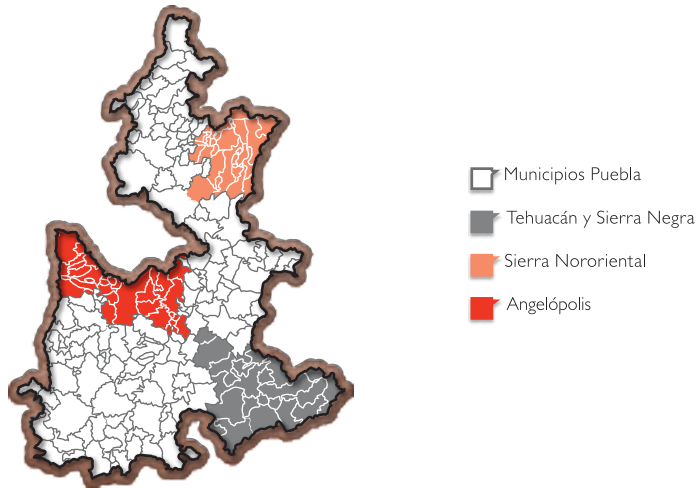 Municipios Puebla
Tehuacán y Sierra Negra
Sierra Nororiental
Angelópolis